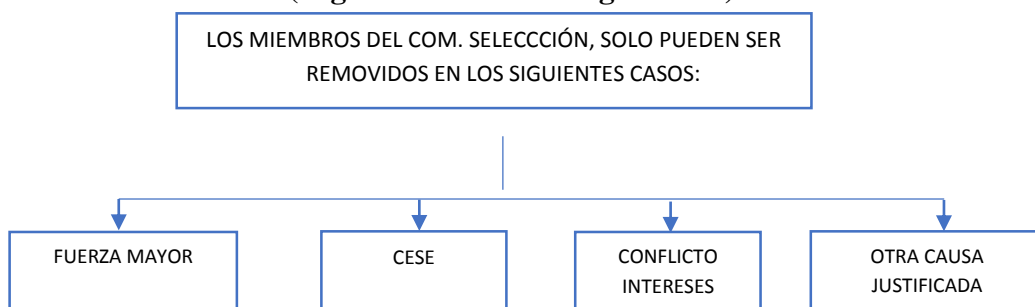 LOS MIEMBROS DEL COM. SELECCCIÓN, SOLO PUEDEN SER
REMOVIDOS EN LOS SIGUIENTES CASOS:
FUERZA MAYOR
CESE
CONFLICTO
INTERESES
OTRA CAUSA
JUSTIFICADA